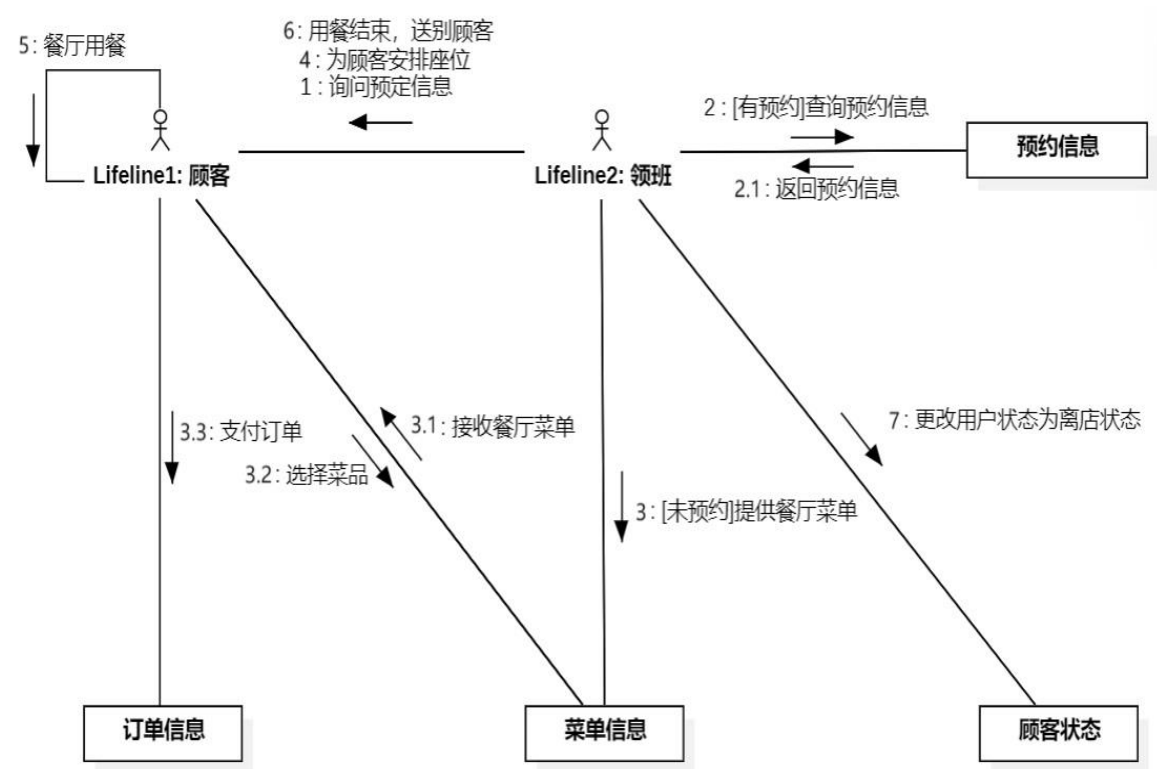 6: 用餐结束，送别顾客
5: 餐厅用餐
4: 为顾客安排座位
1: 询问预定信息
2: [有预约]查询预约信息
预约信息
Lifeline1: 顾客
Lifeline2: 领班
2.1: 返回预约信息
3.1: 接收餐厅菜单
7: 更改用户状态为离店状态
3.3: 支付订单
3.2: 选择菜品
3: [未预约]提供餐厅菜单
订单信息
菜单信息
顾客状态